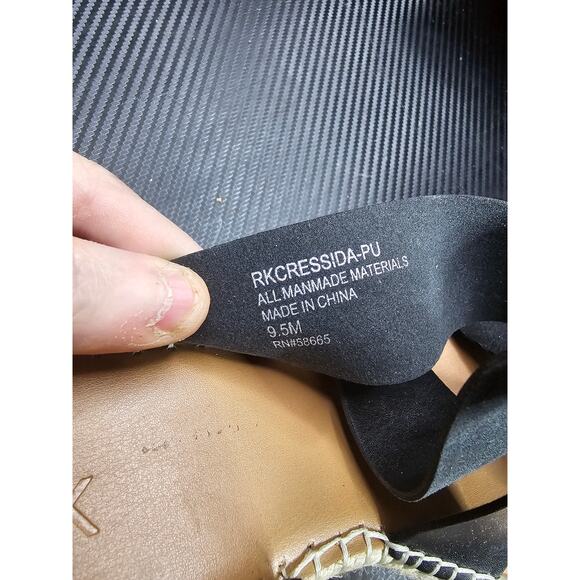 RKCRESSIDA-PU
ALL MANMADE MATERIALS
MADE IN CHINA
9.5M
RN#58665